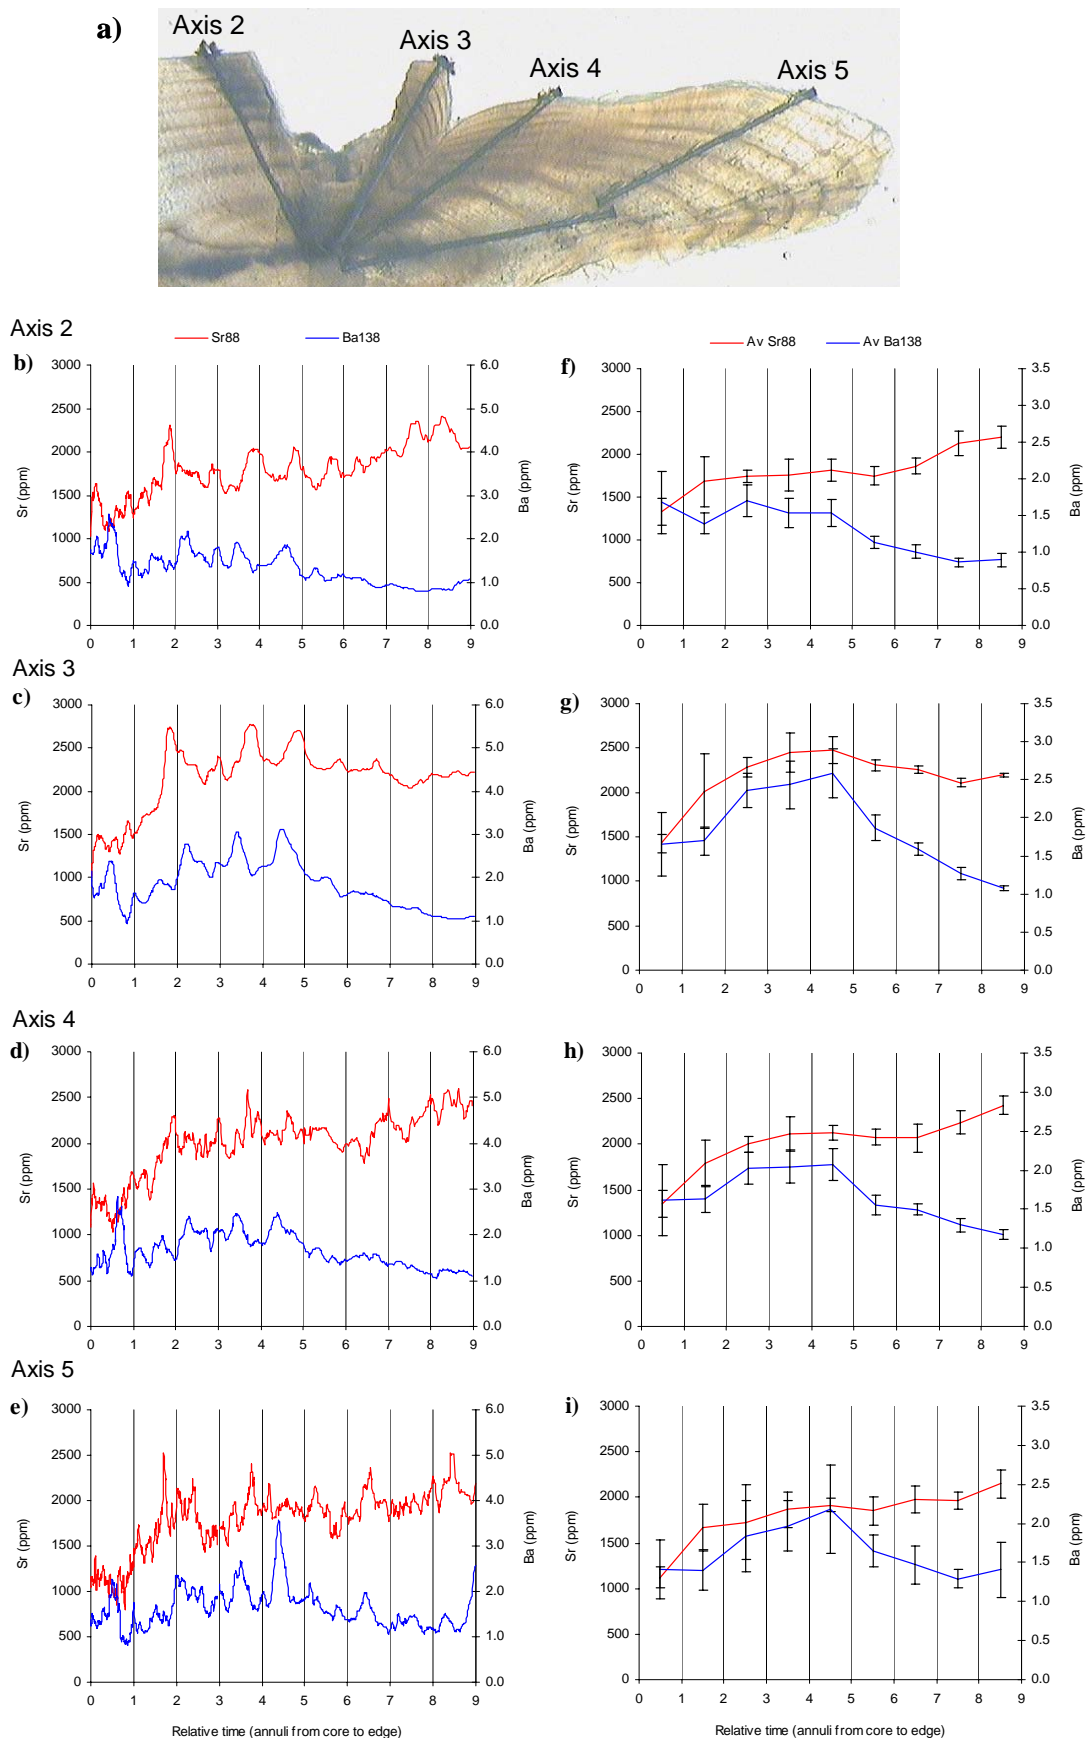 a)
Axis 2
Axis 3
Axis 4
Axis 5
Axis 2
Sr88
Ba138
b)
Sr (ppm)
3000
2500
2000
1500
1000
500
0
6.0
5.0
4.0
3.0
2.0
1.0
0.0
Ba (ppm)
0 1 2 3 4 5 6 7 8 9
Av Sr88
Av Ba138
f)
Sr (ppm)
3000
2500
2000
1500
1000
500
0
3.5
3.0
2.5
2.0
1.5
1.0
0.5
0.0
Ba (ppm)
0 1 2 3 4 5 6 7 8 9
Axis 3
c)
Sr (ppm)
3000
2500
2000
1500
1000
500
0
6.0
5.0
4.0
3.0
2.0
1.0
0.0
Ba (ppm)
0 1 2 3 4 5 6 7 8 9
g)
Sr (ppm)
3000
2500
2000
1500
1000
500
0
3.5
3.0
2.5
2.0
1.5
1.0
0.5
0.0
Ba (ppm)
0 1 2 3 4 5 6 7 8 9
Axis 4
d)
Sr (ppm)
3000
2500
2000
1500
1000
500
0
6.0
5.0
4.0
3.0
2.0
1.0
0.0
Ba (ppm)
0 1 2 3 4 5 6 7 8 9
h)
Sr (ppm)
3000
2500
2000
1500
1000
500
0
3.5
3.0
2.5
2.0
1.5
1.0
0.5
0.0
Ba (ppm)
0 1 2 3 4 5 6 7 8 9
Axis 5
e)
Sr (ppm)
3000
2500
2000
1500
1000
500
0
6.0
5.0
4.0
3.0
2.0
1.0
0.0
Ba (ppm)
0 1 2 3 4 5 6 7 8 9
Relative time (annuli from core to edge)
i)
Sr (ppm)
3000
2500
2000
1500
1000
500
0
3.5
3.0
2.5
2.0
1.5
1.0
0.5
0.0
Ba (ppm)
0 1 2 3 4 5 6 7 8 9
Relative time (annuli from core to edge)